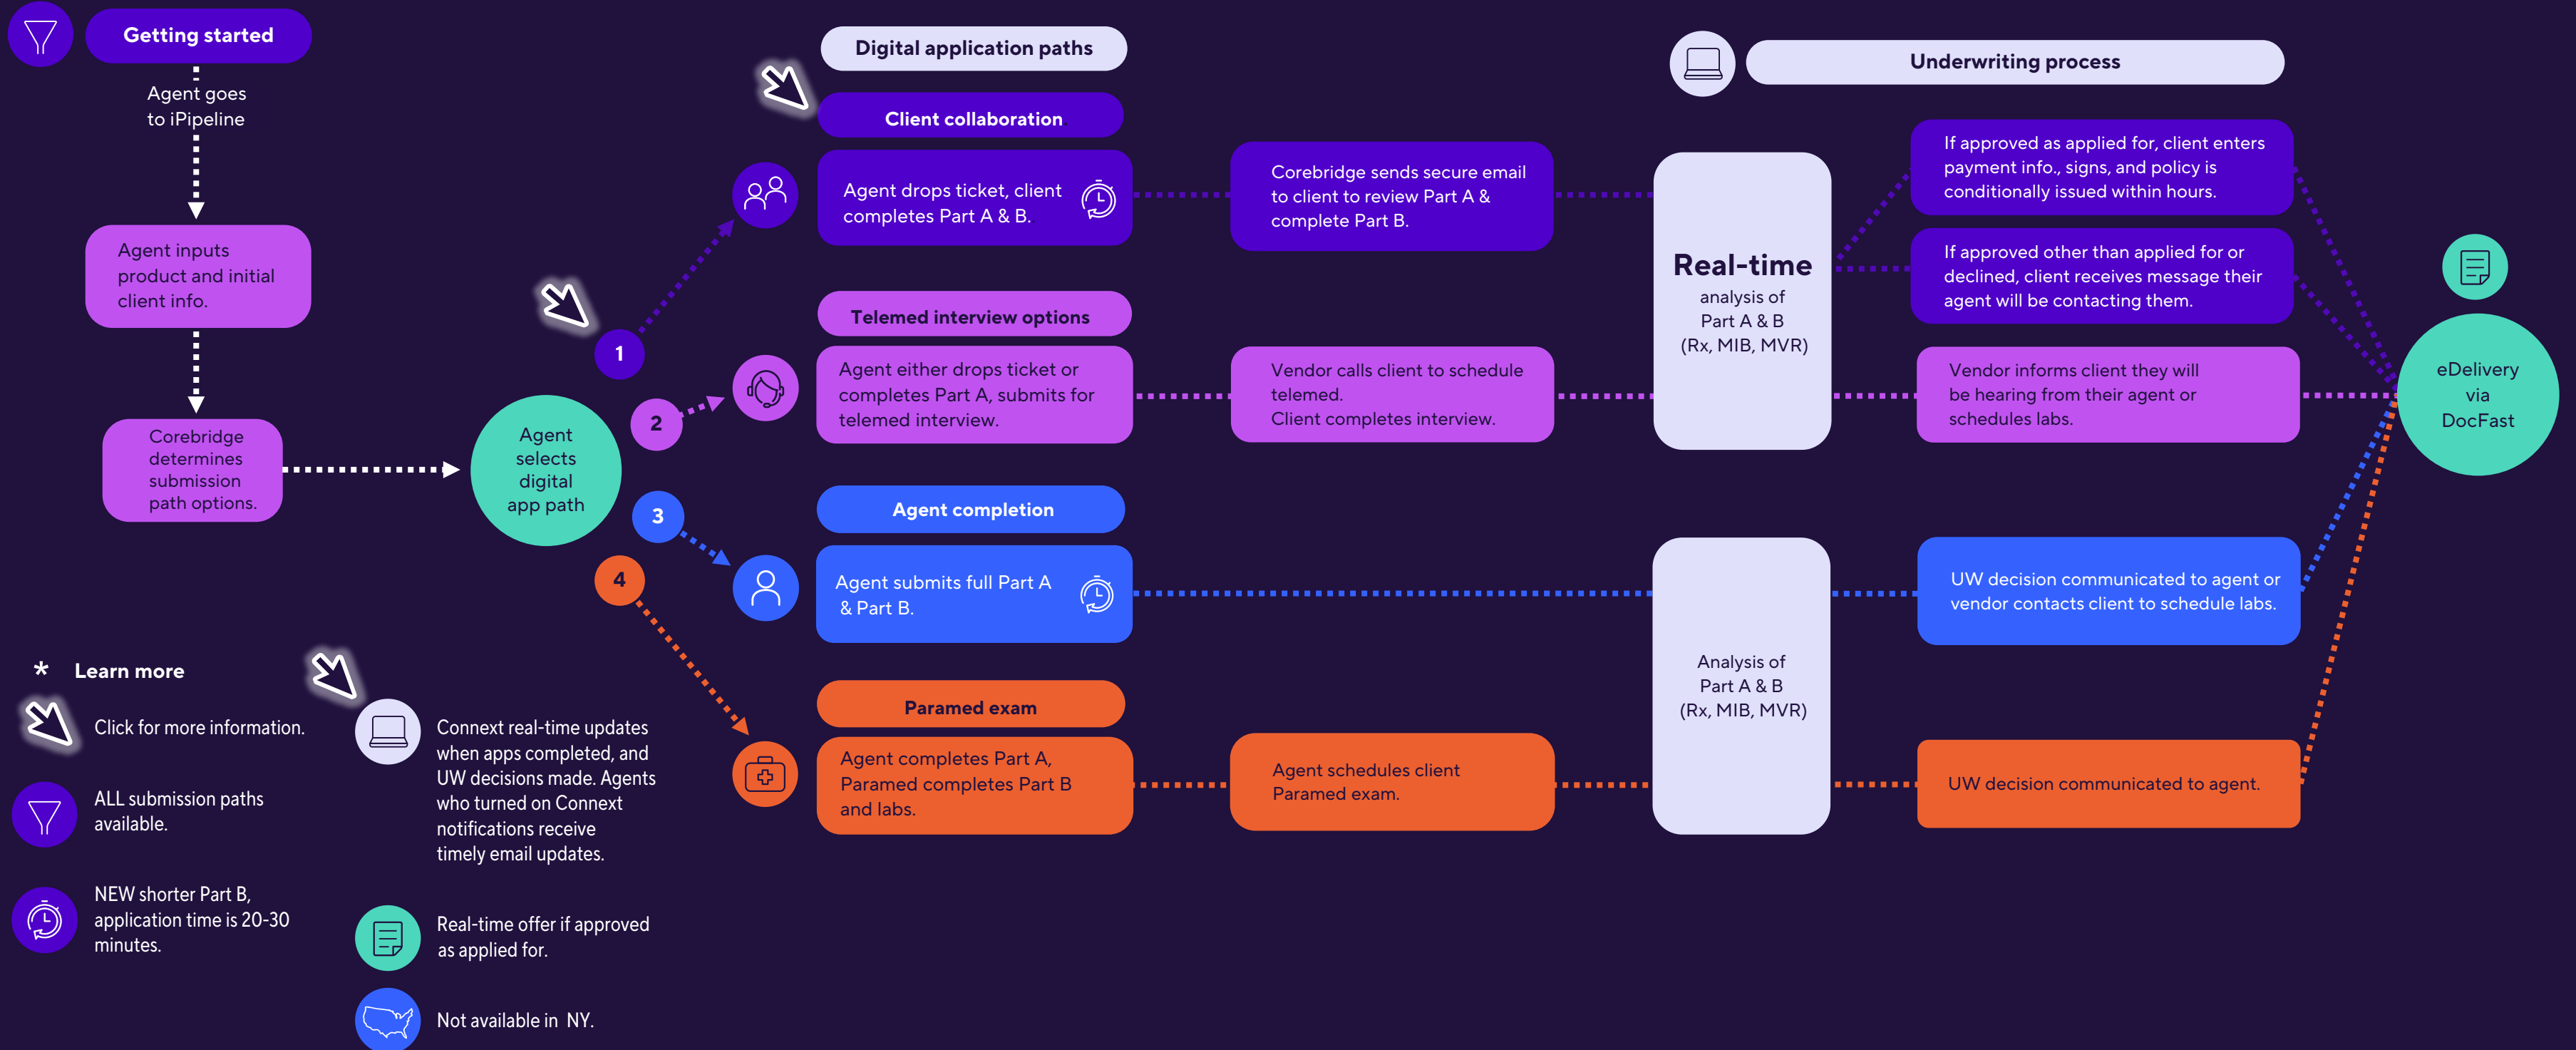 Getting started
Agent goes
to iPipeline
Agent inputs
product and initial
client info.
Corebridge
determines
submission
path options.
Agent
selects
digital
app path
1
2
3
4
Digital application paths
Client collaboration.
Agent drops ticket, client
completes Part A & B.
Corebridge sends secure email
to client to review Part A &
complete Part B.
Telemed interview options
Agent either drops ticket or
completes Part A, submits for
telemed interview.
Vendor calls client to schedule
telemed.
Client completes interview.
Agent completion
Agent submits full Part A
& Part B.
Paramed exam
Agent completes Part A,
Paramed completes Part B
and labs.
Agent schedules client
Paramed exam.
Underwriting process
Real-time
analysis of
Part A & B
(Rx, MIB, MVR)
Analysis of
Part A & B
(Rx, MIB, MVR)
If approved as applied for, client enters
payment info., signs, and policy is
conditionally issued within hours.
If approved other than applied for or
declined, client receives message their
agent will be contacting them.
Vendor informs client they will
be hearing from their agent or
schedules labs.
UW decision communicated to agent or
vendor contacts client to schedule labs.
UW decision communicated to agent.
eDelivery
via
DocFast
* Learn more
Click for more information.
ALL submission paths
available.
NEW shorter Part B,
application time is 20-30
minutes.
Connext real-time updates
when apps completed, and
UW decisions made. Agents
who turned on Connext
notifications receive
timely email updates.
Real-time offer if approved
as applied for.
Not available in NY.